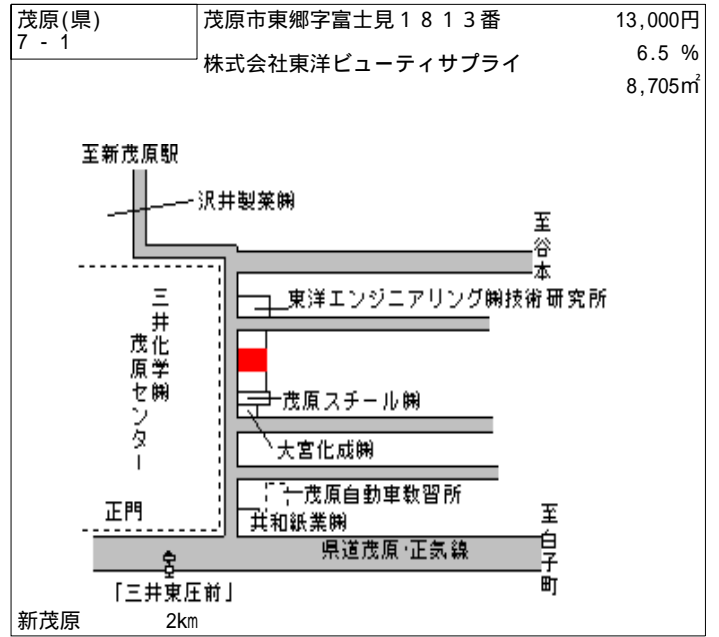 茂原(県)
7 - 1
茂原市東郷字富士見1813番
13,000円
株式会社東洋ビューティサプライ
6.5 %
8,705㎡
至新茂原駅
沢井製薬㈱
至谷本
東洋エンジニアリング㈱技術研究所
三井化学㈱
茂原センター
茂原スチール㈱
大宮化成㈱
茂原自動車教習所
正門
共和紙業㈱
至白子町
県道茂原・正気線
「三井東圧前」
新茂原
2km